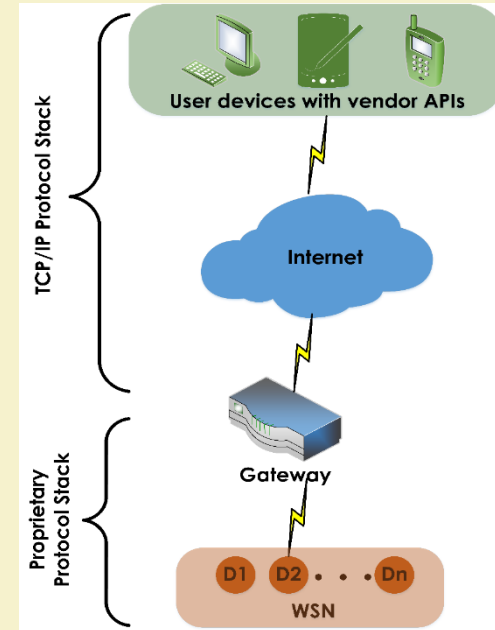 User devices with vendor APIs
TCP/IP Protocol Stack
Internet
Gateway
Proprietary
Protocol Stack
D1 D2 . . . Dn
WSN